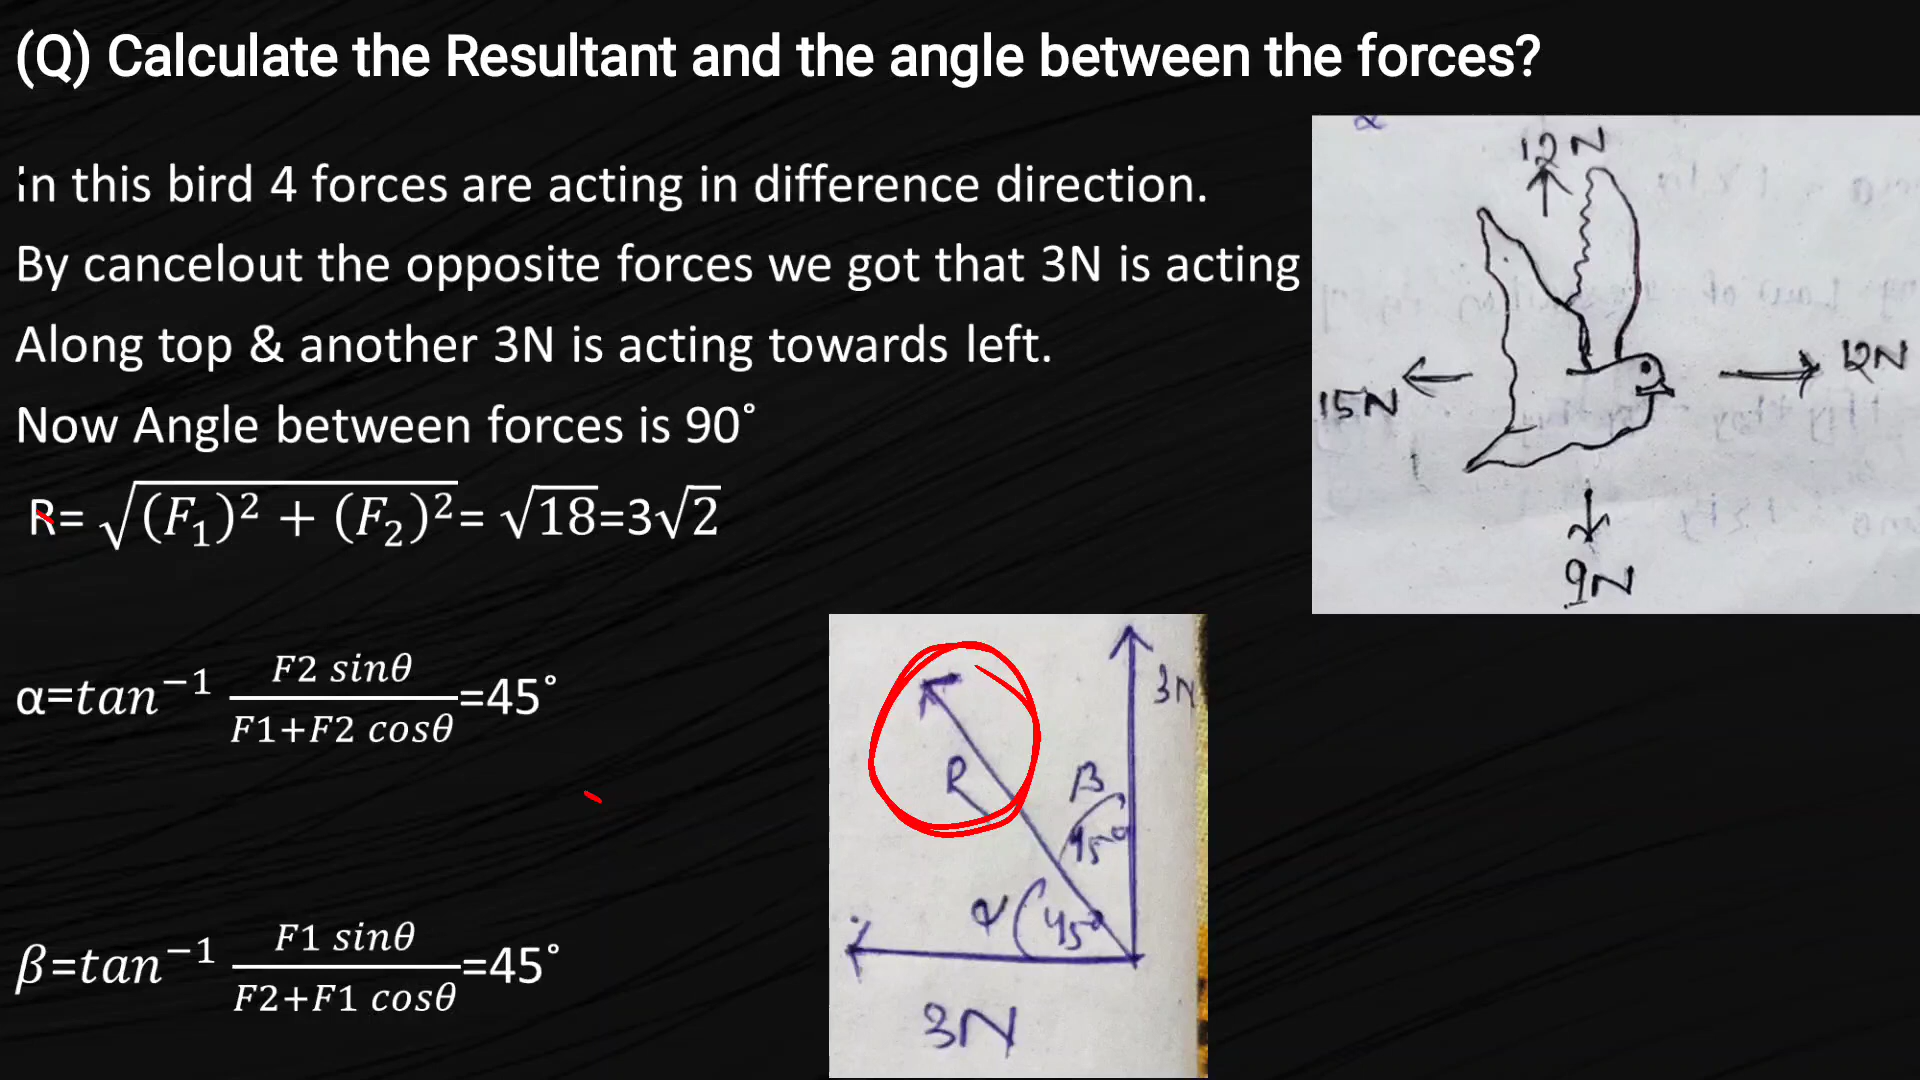 (Q) Calculate the Resultant and the angle between the forces?
in this bird 4 forces are acting in difference direction.
By cancelout the opposite forces we got that 3N is acting
Along top & another 3N is acting towards left.
Now Angle between forces is 90°
R= √(F₁)² + (F₂)²= √18=3√2
α=tan⁻¹ F2 sinθ / F1+F2 cosθ =45°
β=tan⁻¹ F1 sinθ / F2+F1 cosθ =45°
12 N
12N
15N
9N
3N
R
β
45°
α
45°
3N